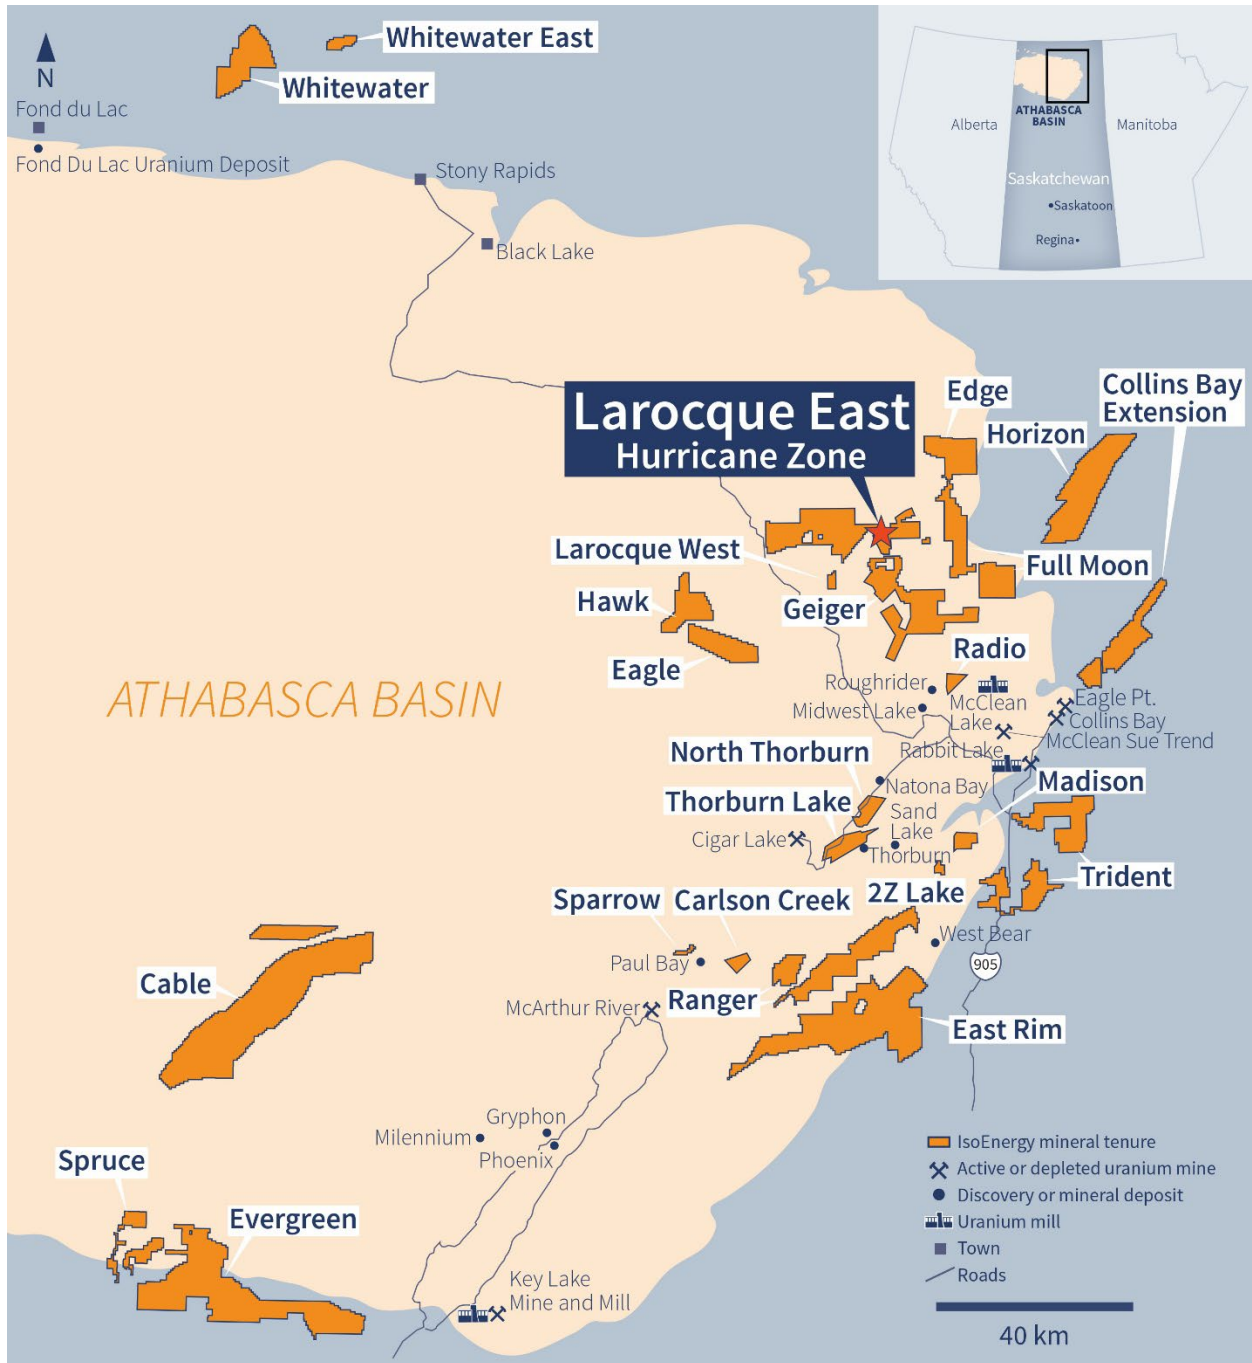 Whitewater East
Whitewater
N
Fond du Lac
Fond Du Lac Uranium Deposit
Stony Rapids
Black Lake
Alberta
ATHABASCA
BASIN
Manitoba
Saskatchewan
Saskatoon
Regina
Larocque East
Hurricane Zone
Edge
Horizon
Collins Bay
Extension
Larocque West
Hawk
Eagle
Geiger
Full Moon
Radio
ATHABASCA BASIN
Roughrider
Midwest Lake
McClean
Lake
Eagle Pt.
Collins Bay
McClean Sue Trend
Rabbit Lake
North Thorburn
Natona Bay
Madison
Thorburn Lake
Sand
Lake
Cigar Lake
Thorburn
Trident
2Z Lake
Sparrow
Carlson Creek
West Bear
Paul Bay
905
Cable
Ranger
McArthur River
East Rim
Gryphon
Milennium
Phoenix
Spruce
Evergreen
Key Lake
Mine and Mill
IsoEnergy mineral tenure
Active or depleted uranium mine
Discovery or mineral deposit
Uranium mill
Town
Roads
40 km